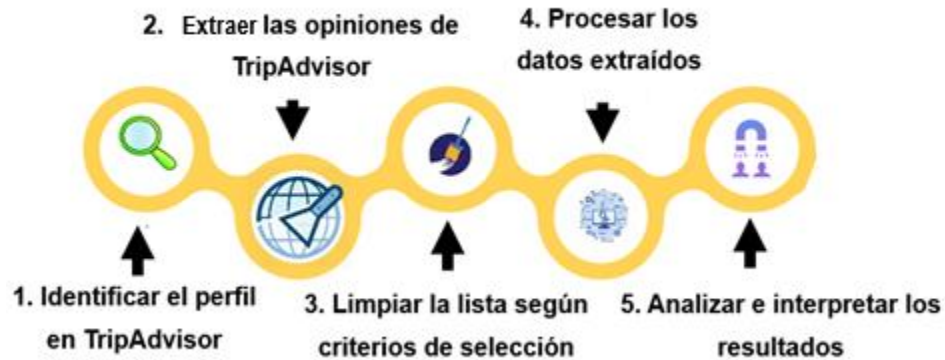 2. Extraer las opiniones de
TripAdvisor
4. Procesar los
datos extraídos
1. Identificar el perfil
en TripAdvisor
3. Limpiar la lista según
criterios de selección
5. Analizar e interpretar los
resultados